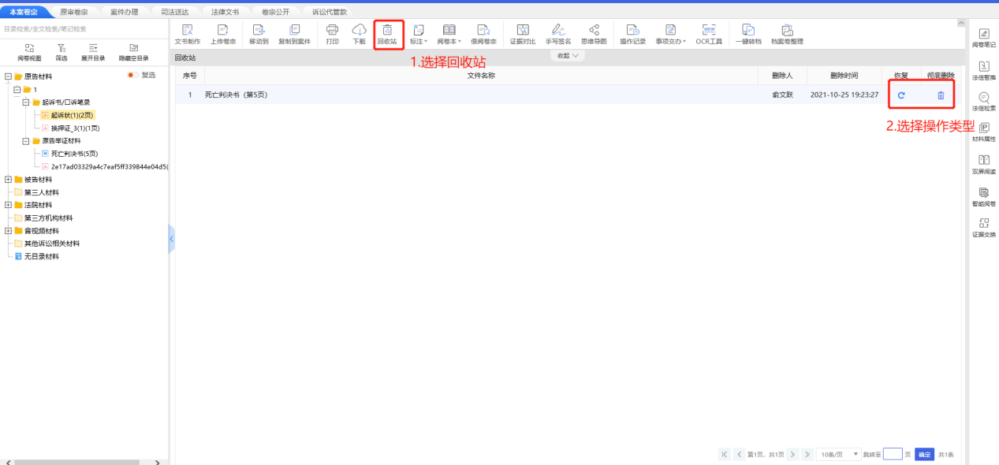 本案卷宗 原审卷宗 案件办理 司法送达 法律文书 卷宗公开 诉讼代管款
目录检索/全文检索/笔记检索
阅卷视图 筛选 展开目录 隐藏空目录
文书制作 上传卷宗 移动到 复制到案件 打印 下载 回收站 标注 阅卷本 借阅卷宗 证据对比 手写签名 思维导图 操作记录 事项交办 OCR工具 一键转档 档案卷整理
回收站
收起
1.选择回收站
序号 文件名称 删除人 删除时间 恢复 彻底删除
1 死亡判决书 (第5页) 俞文跃 2021-10-25 19:23:27
2.选择操作类型
原告材料
复选
1
起诉书/口诉笔录
起诉状(1)(2页)
换押证_3(1)(1页)
原告举证材料
死亡判决书(5页)
2e17ad03329a4c7eaf5ff339844e04d5(
被告材料
第三人材料
法院材料
第三方机构材料
音视频材料
其他诉讼相关材料
无目录材料
阅卷笔记
法信智推
法信检索
材料属性
双屏阅读
智能阅卷
证据交换
第1页, 共1页 10条/页 跳转至 页 确定 共1条